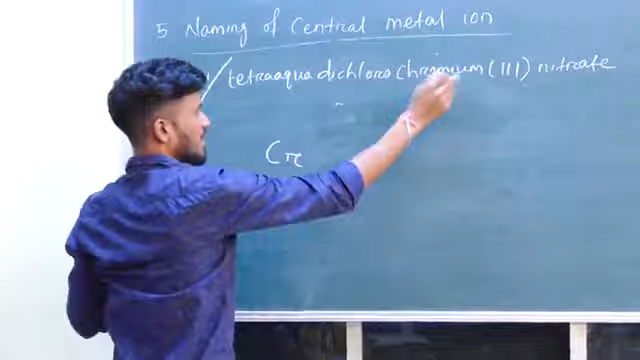 5 Naming of Central metal ion
tetraaqua dichloro chromium (III) nitrate
Cr